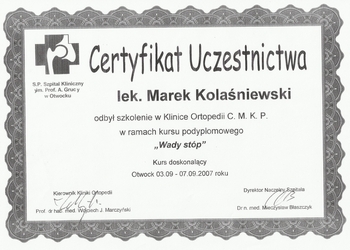 Certyfikat Uczestnictwa
S.P. Szpital Kliniczny
im. Prof. A. Grucy
w Otwocku
lek. Marek Kolaśniewski
odbył szkolenie w Klinice Ortopedii C. M. K. P.
w ramach kursu podyplomowego
„Wady stóp"
Kurs doskonalący
Otwock 03.09 - 07.09.2007 roku
Kierownik Kliniki Ortopedii
Prof. dr hab. med. Wojciech J. Marczyński
Dyrektor Naczelny Szpitala
Dr n. med. Mieczysław Błaszczyk